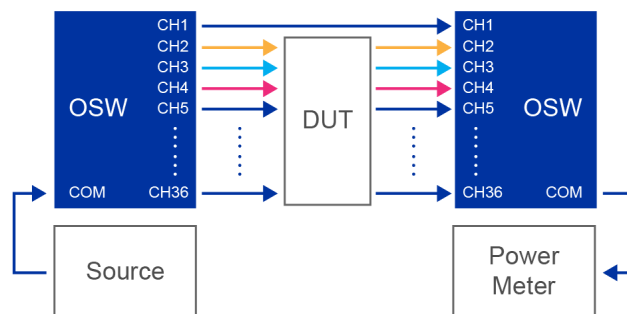 CH1
CH2
CH3
CH4
CH5
OSW
COM
CH36
DUT
CH1
CH2
CH3
CH4
CH5
OSW
CH36
COM
Source
Power
Meter